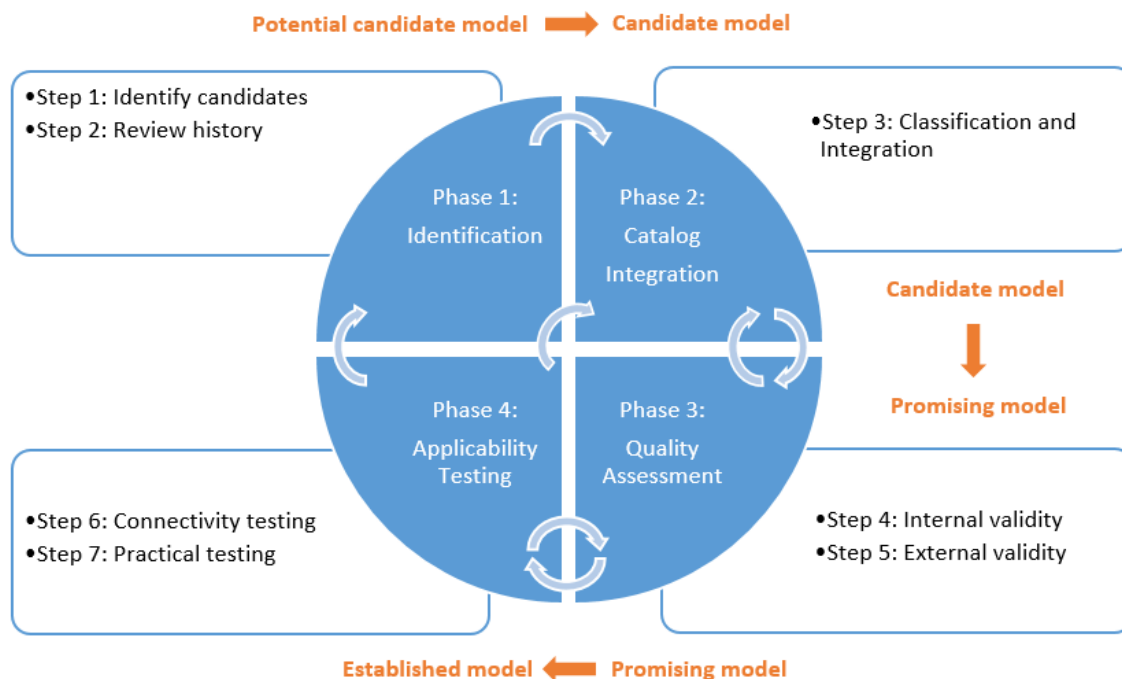 Potential candidate model
Candidate model
•Step 1: Identify candidates
•Step 2: Review history
•Step 3: Classification and
Integration
Phase 1:
Identification
Phase 2:
Catalog
Integration
Candidate model
Promising model
Phase 4:
Applicability
Testing
Phase 3:
Quality
Assessment
•Step 6: Connectivity testing
•Step 7: Practical testing
•Step 4: Internal validity
•Step 5: External validity
Established model
Promising model